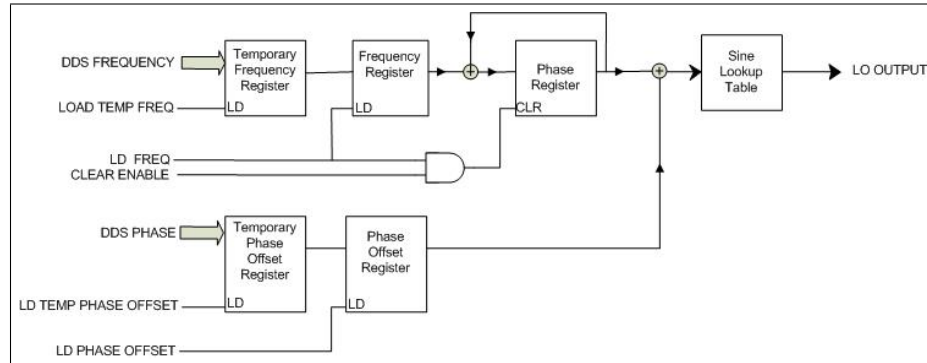 DDS FREQUENCY
Temporary
Frequency
Register
LD
LOAD TEMP FREQ
Frequency
Register
LD
Phase
Register
CLR
Sine
Lookup
Table
LO OUTPUT
LD FREQ
CLEAR ENABLE
DDS PHASE
Temporary
Phase
Offset
Register
LD
Phase
Offset
Register
LD
LD TEMP PHASE OFFSET
LD PHASE OFFSET